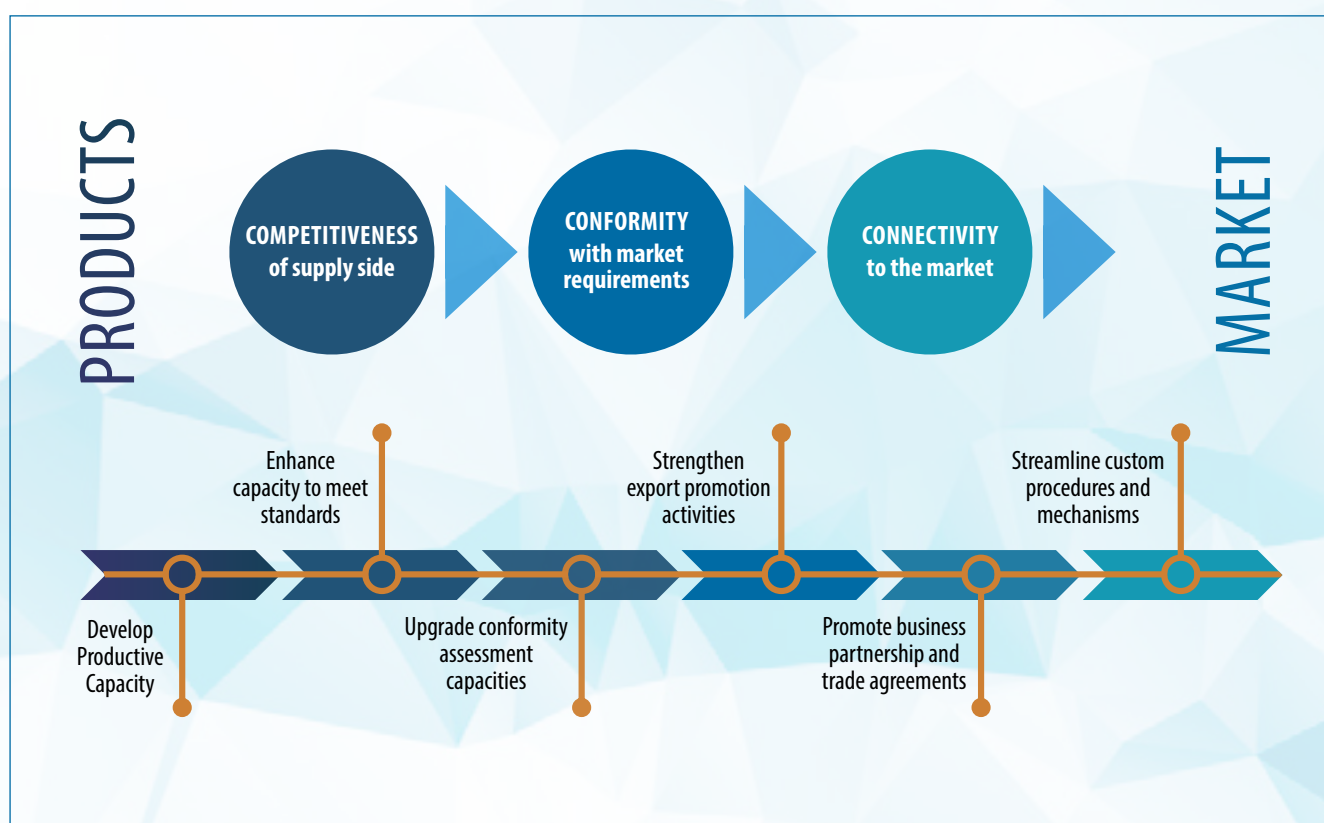 PRODUCTS
COMPETITIVENESS
of supply side
CONFORMITY
with market
requirements
CONNECTIVITY
to the market
MARKET
Enhance
capacity to meet
standards
Strengthen
export promotion
activities
Streamline custom
procedures and
mechanisms
Develop
Productive
Capacity
Upgrade conformity
assessment
capacities
Promote business
partnership and
trade agreements